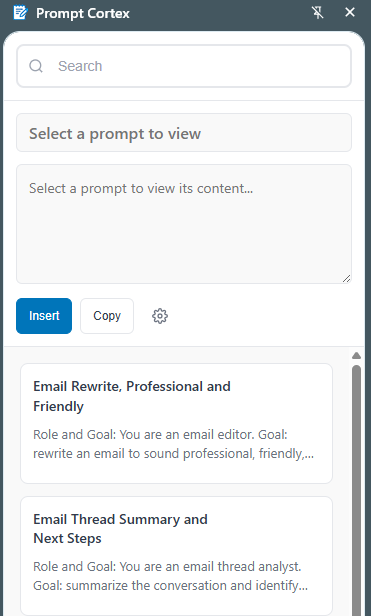 Prompt Cortex
Search
Select a prompt to view
Select a prompt to view its content...
Insert
Copy
Email Rewrite, Professional and
Friendly
Role and Goal: You are an email editor. Goal:
rewrite an email to sound professional, friendly,...
Email Thread Summary and
Next Steps
Role and Goal: You are an email thread analyst.
Goal: summarize the conversation and identify...